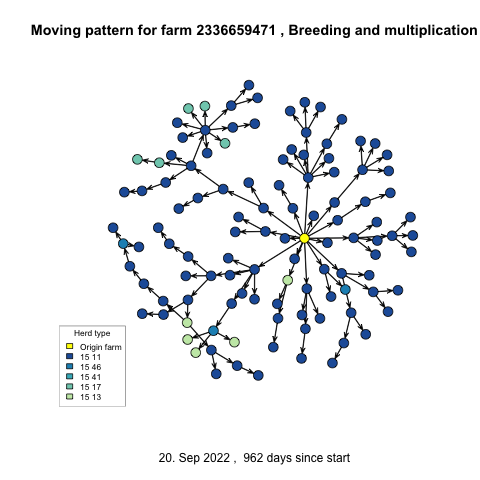 Moving pattern for farm 2336659471 , Breeding and multiplication
Herd type
Origin farm
15 11
15 46
15 41
15 17
15 13
20. Sep 2022 , 962 days since start